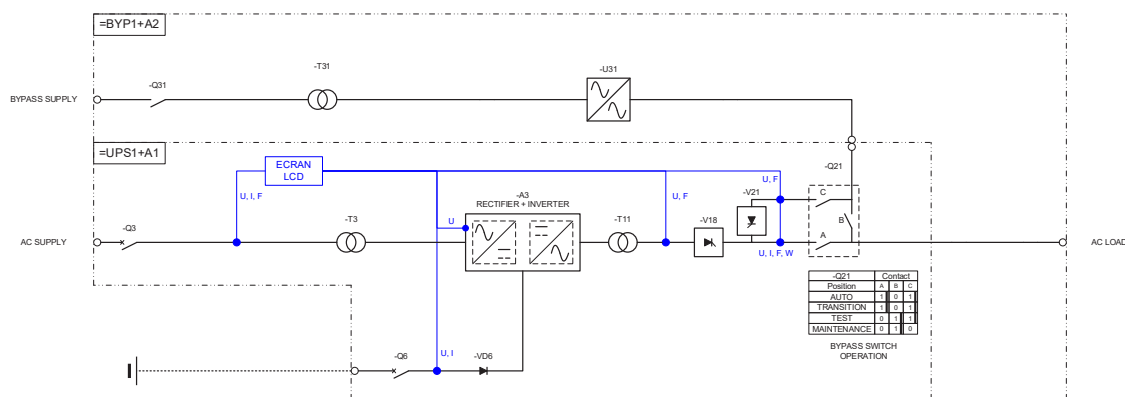 =BYP1+A2
-Q31
-T31
-U31
BYPASS SUPPLY
=UPS1+A1
ECRAN
LCD
U, I, F
-Q3
-T3
AC SUPPLY
U
-A3
RECTIFIER + INVERTER
-T11
U, F
-V18
-V21
U, F
U, I, F, W
-Q21
C
B
A
AC LOAD
-Q21 Contact
Position A B C
AUTO 1 0 1
TRANSITION 1 0 1
TEST 0 1 1
MAINTENANCE 0 1 0
BYPASS SWITCH
OPERATION
-Q6
U, I
-VD6